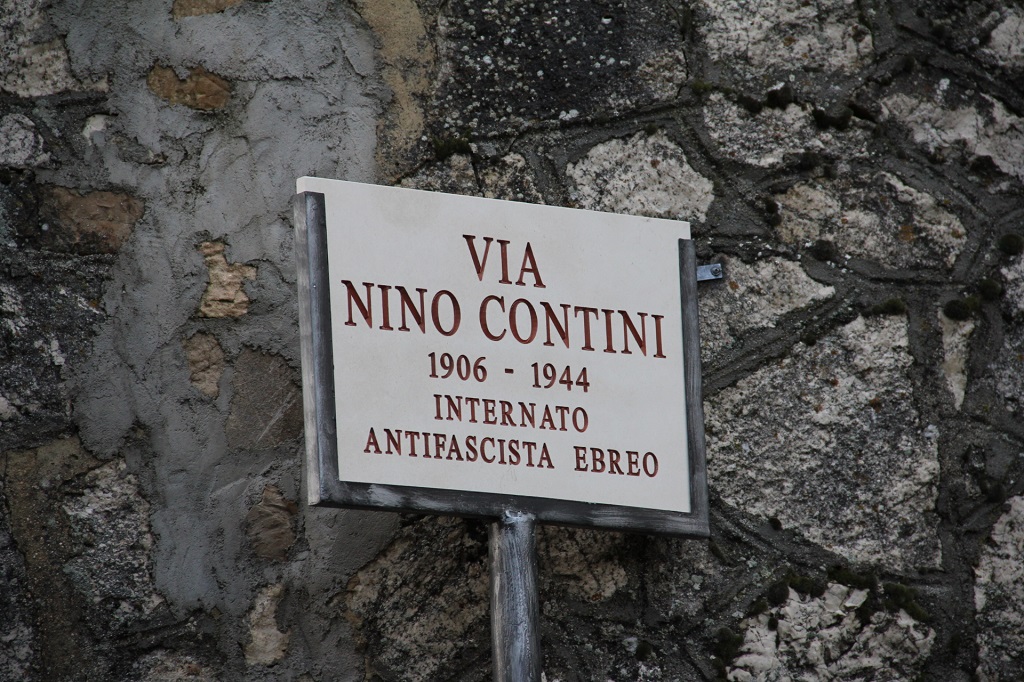 VIA
NINO CONTINI
1906 - 1944
INTERNATO
ANTIFASCISTA EBREO